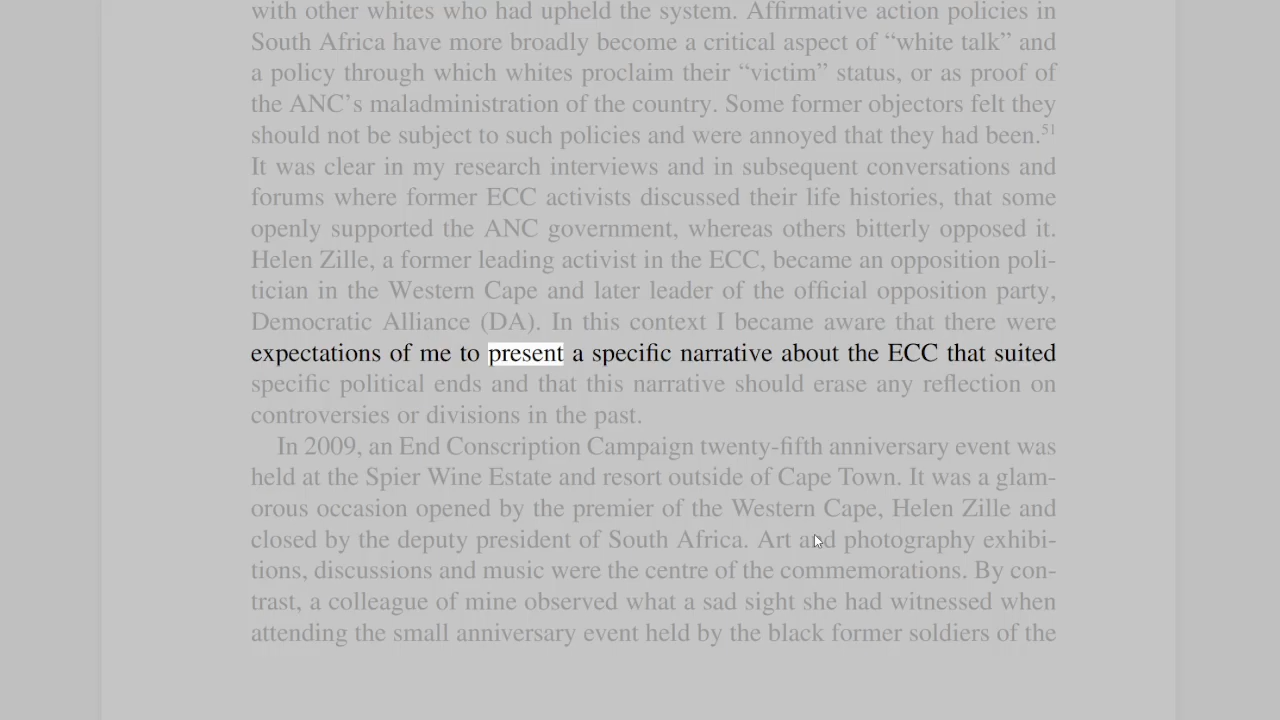 with other whites who had upheld the system. Affirmative action policies in
South Africa have more broadly become a critical aspect of “white talk” and
a policy through which whites proclaim their “victim” status, or as proof of
the ANC’s maladministration of the country. Some former objectors felt they
should not be subject to such policies and were annoyed that they had been.51
It was clear in my research interviews and in subsequent conversations and
forums where former ECC activists discussed their life histories, that some
openly supported the ANC government, whereas others bitterly opposed it.
Helen Zille, a former leading activist in the ECC, became an opposition poli-
tician in the Western Cape and later leader of the official opposition party,
Democratic Alliance (DA). In this context I became aware that there were
expectations of me to present a specific narrative about the ECC that suited
specific political ends and that this narrative should erase any reflection on
controversies or divisions in the past.
In 2009, an End Conscription Campaign twenty-fifth anniversary event was
held at the Spier Wine Estate and resort outside of Cape Town. It was a glam-
orous occasion opened by the premier of the Western Cape, Helen Zille and
closed by the deputy president of South Africa. Art and photography exhibi-
tions, discussions and music were the centre of the commemorations. By con-
trast, a colleague of mine observed what a sad sight she had witnessed when
attending the small anniversary event held by the black former soldiers of the